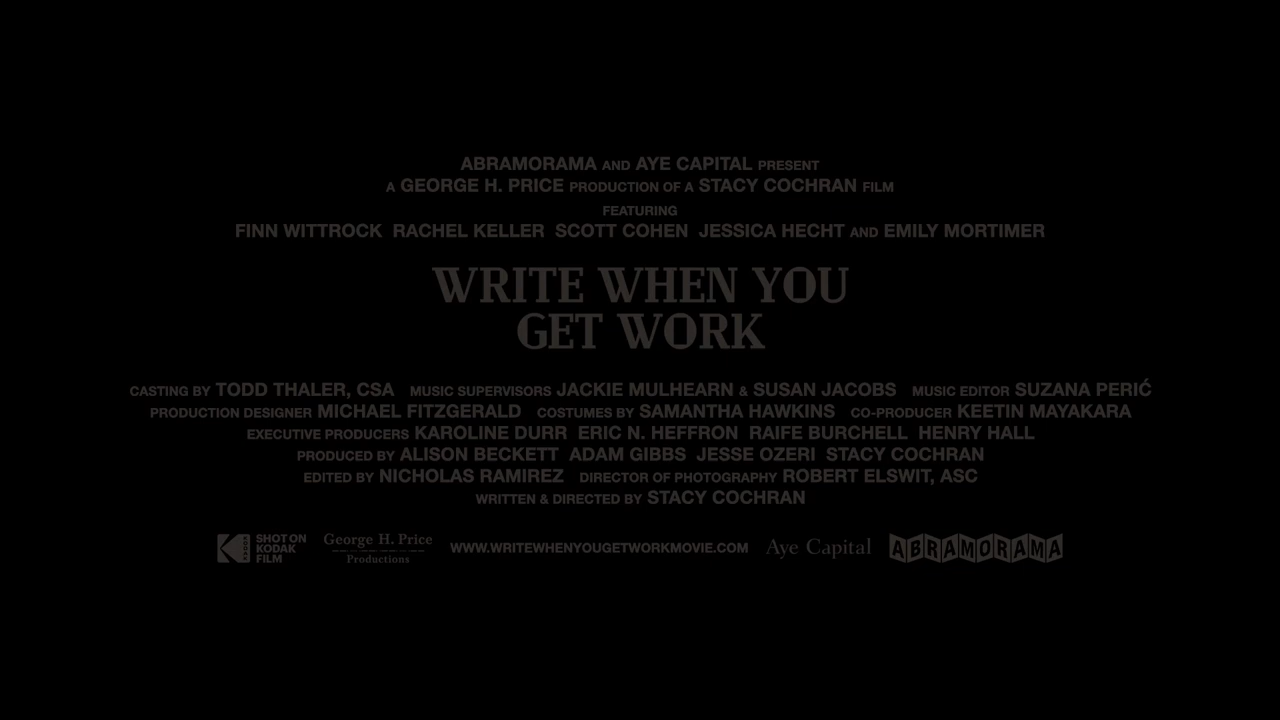 ABRAMORAMA AND AYE CAPITAL PRESENT
A GEORGE H. PRICE PRODUCTION OF A STACY COCHRAN FILM
FEATURING
FINN WITTROCK RACHEL KELLER SCOTT COHEN JESSICA HECHT AND EMILY MORTIMER
WRITE WHEN YOU
GET WORK
CASTING BY TODD THALER, CSA MUSIC SUPERVISORS JACKIE MULHEARN & SUSAN JACOBS MUSIC EDITOR SUZANA PERIĆ
PRODUCTION DESIGNER MICHAEL FITZGERALD COSTUMES BY SAMANTHA HAWKINS CO-PRODUCER KEETIN MAYAKARA
EXECUTIVE PRODUCERS KAROLINE DURR ERIC N. HEFFRON RAIFE BURCHELL HENRY HALL
PRODUCED BY ALISON BECKETT ADAM GIBBS JESSE OZERI STACY COCHRAN
EDITED BY NICHOLAS RAMIREZ DIRECTOR OF PHOTOGRAPHY ROBERT ELSWIT, ASC
WRITTEN & DIRECTED BY STACY COCHRAN
KODAK
SHOT ON
KODAK
FILM
George H. Price
Productions
WWW.WRITEWHENYOUGETWORKMOVIE.COM
Aye Capital
ABRAMORAMA